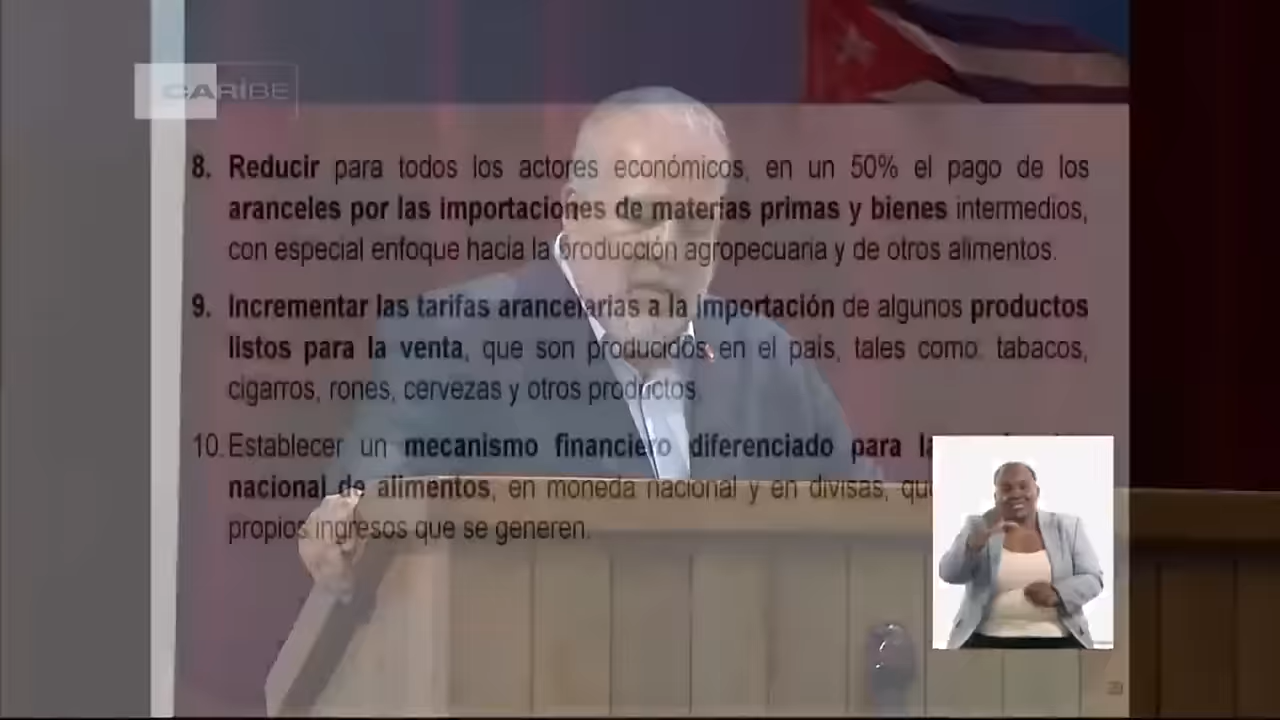 CARIBE
8. Reducir para todos los actores económicos, en un 50% el pago de los
aranceles por las importaciones de materias primas y bienes intermedios,
con especial enfoque hacia la producción agropecuaria y de otros alimentos.
9. Incrementar las tarifas arancelarias a la importación de algunos productos
listos para la venta, que son producidos en el país, tales como: tabacos,
cigarros, rones, cervezas y otros productos.
10. Establecer un mecanismo financiero diferenciado para
nacional de alimentos, en moneda nacional y en divisas,
propios ingresos que se generen.